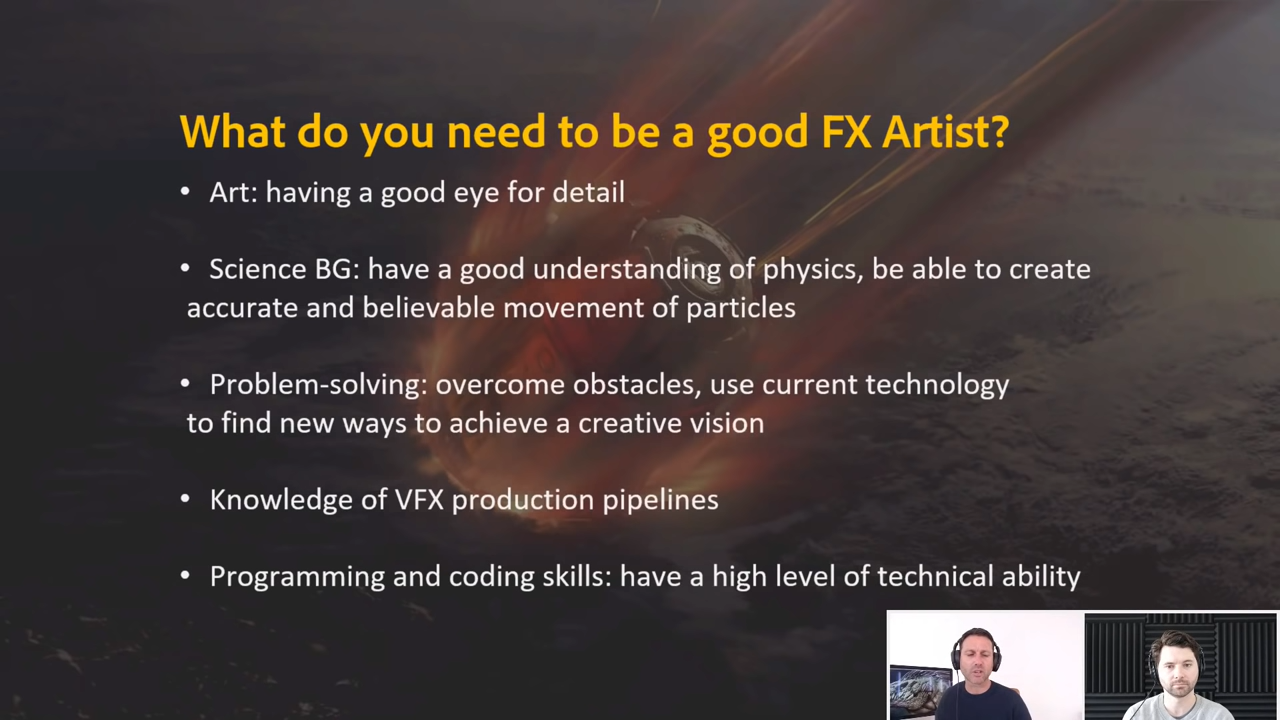 What do you need to be a good FX Artist?
• Art: having a good eye for detail
• Science BG: have a good understanding of physics, be able to create
accurate and believable movement of particles
• Problem-solving: overcome obstacles, use current technology
to find new ways to achieve a creative vision
• Knowledge of VFX production pipelines
• Programming and coding skills: have a high level of technical ability